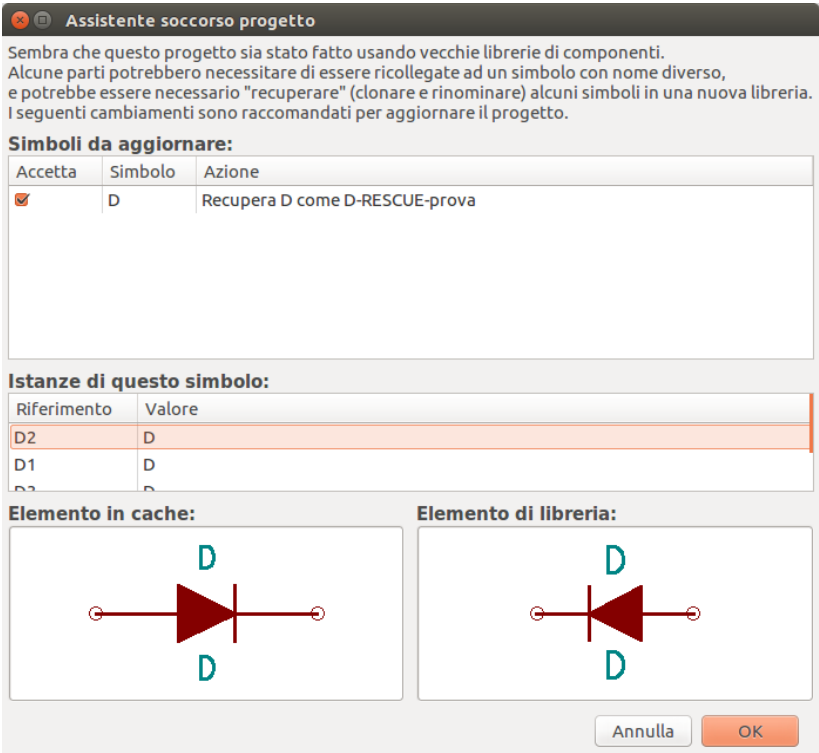 Assistente soccorso progetto
Sembra che questo progetto sia stato fatto usando vecchie librerie di componenti.
Alcune parti potrebbero necessitare di essere ricollegate ad un simbolo con nome diverso,
e potrebbe essere necessario "recuperare" (clonare e rinominare) alcuni simboli in una nuova libreria.
I seguenti cambiamenti sono raccomandati per aggiornare il progetto.
Simboli da aggiornare:
Accetta Simbolo Azione
D Recupera D come D-RESCUE-prova
Istanze di questo simbolo:
Riferimento Valore
D2 D
D1 D
Elemento in cache: Elemento di libreria:
D D
D D
Annulla OK